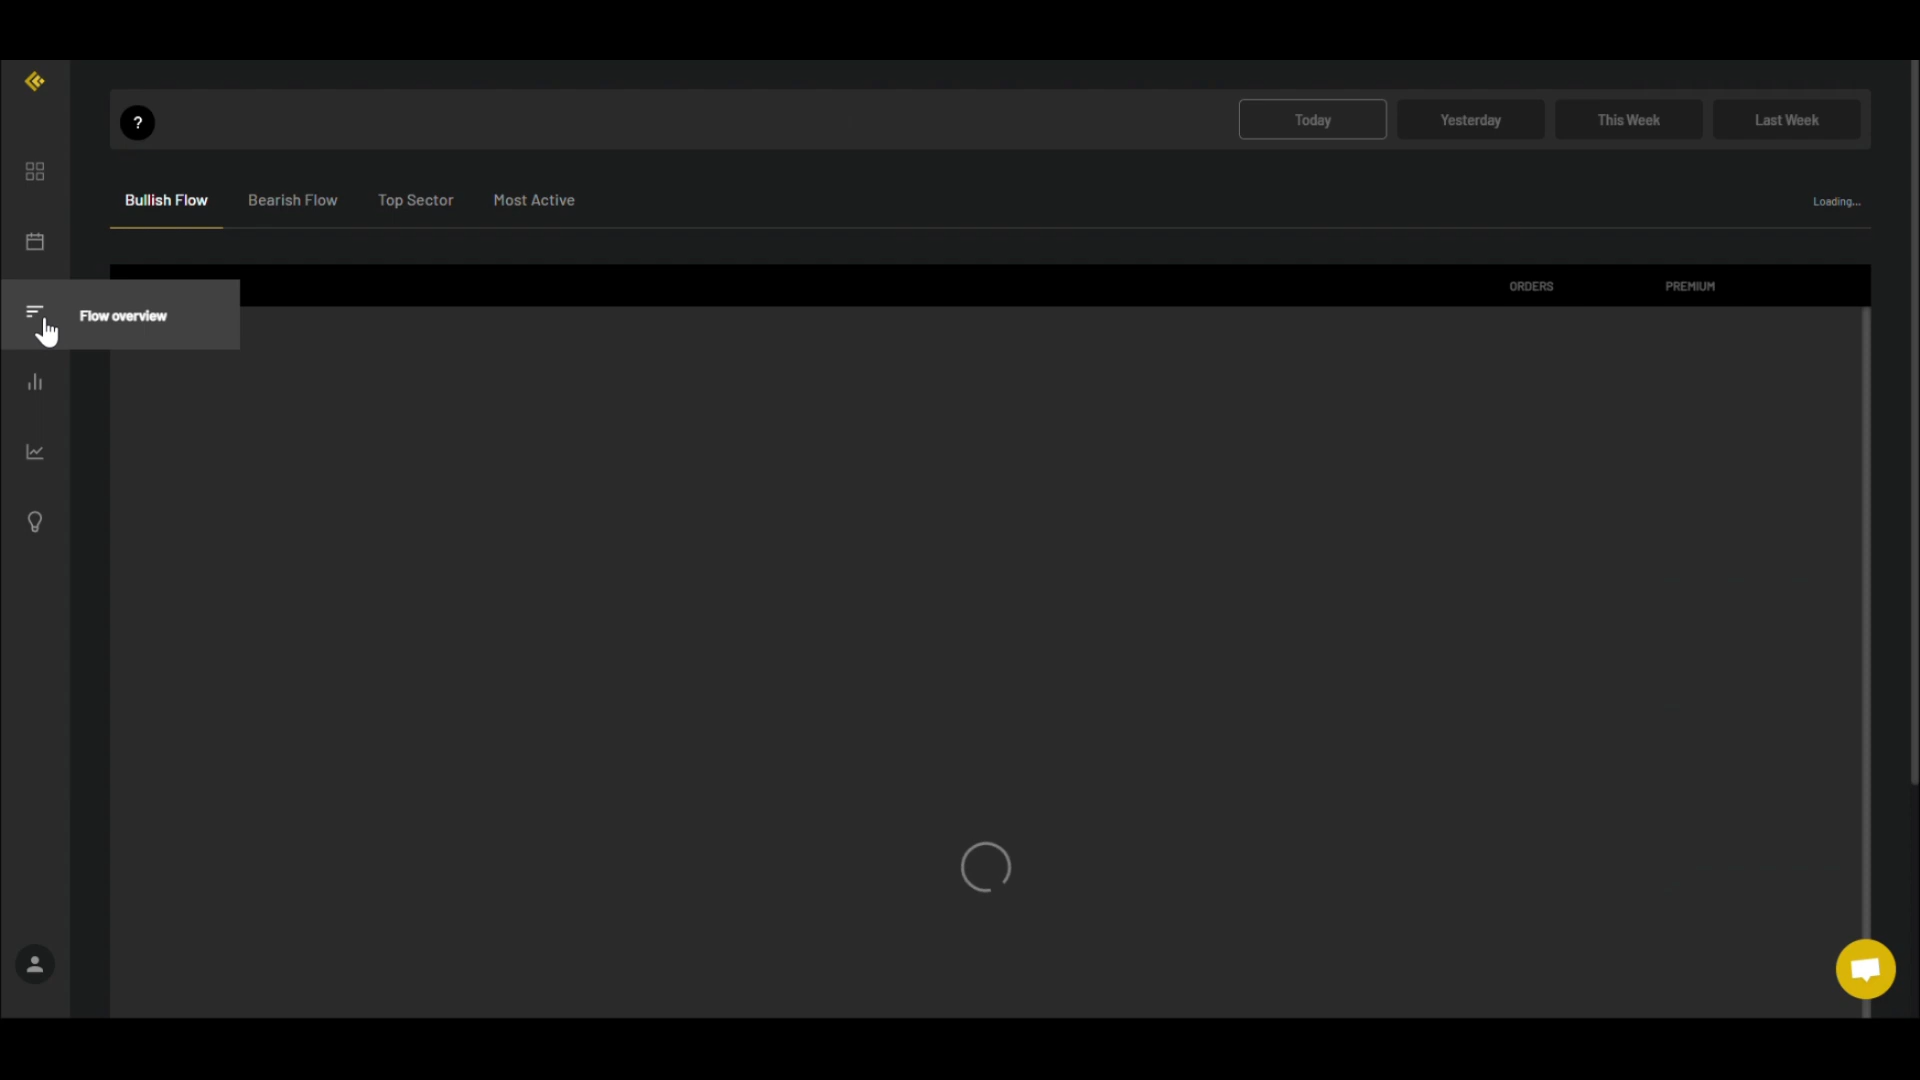 ?
Today
Yesterday
This Week
Last Week
Bullish Flow
Bearish Flow
Top Sector
Most Active
Loading...
ORDERS
PREMIUM
Flow overview